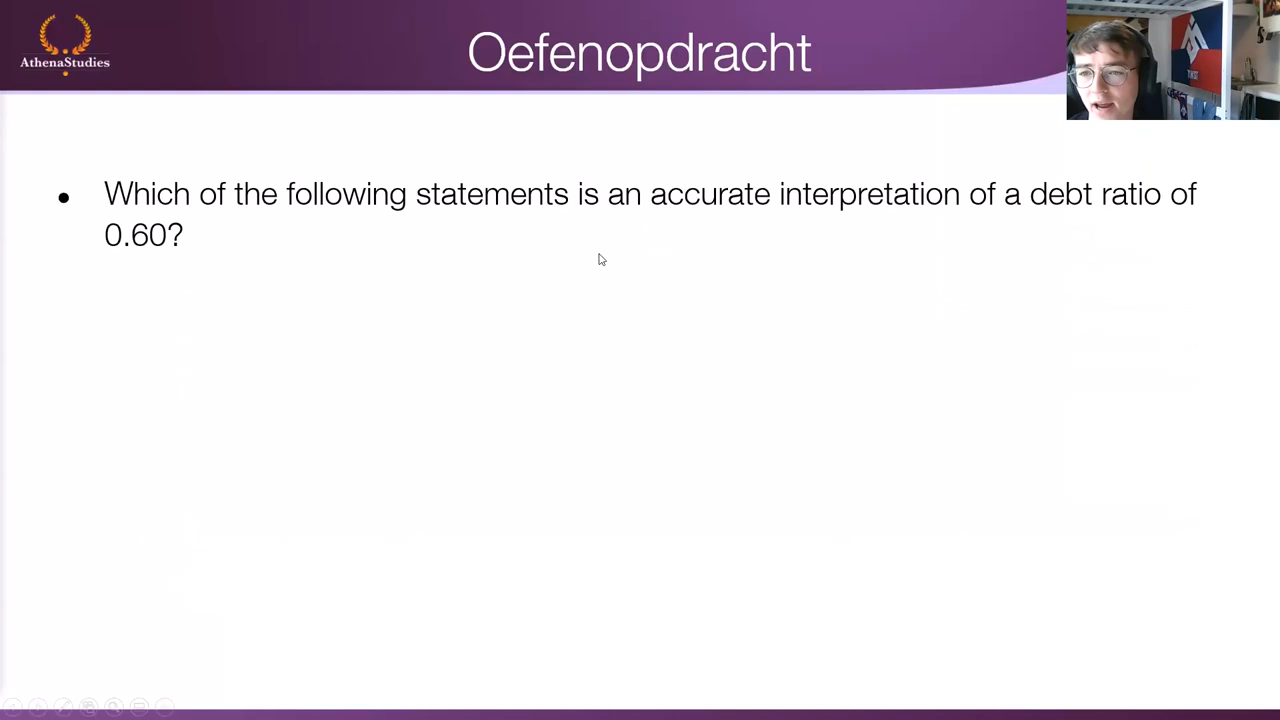 AthenaStudies
Oefenopdracht
• Which of the following statements is an accurate interpretation of a debt ratio of
0.60?